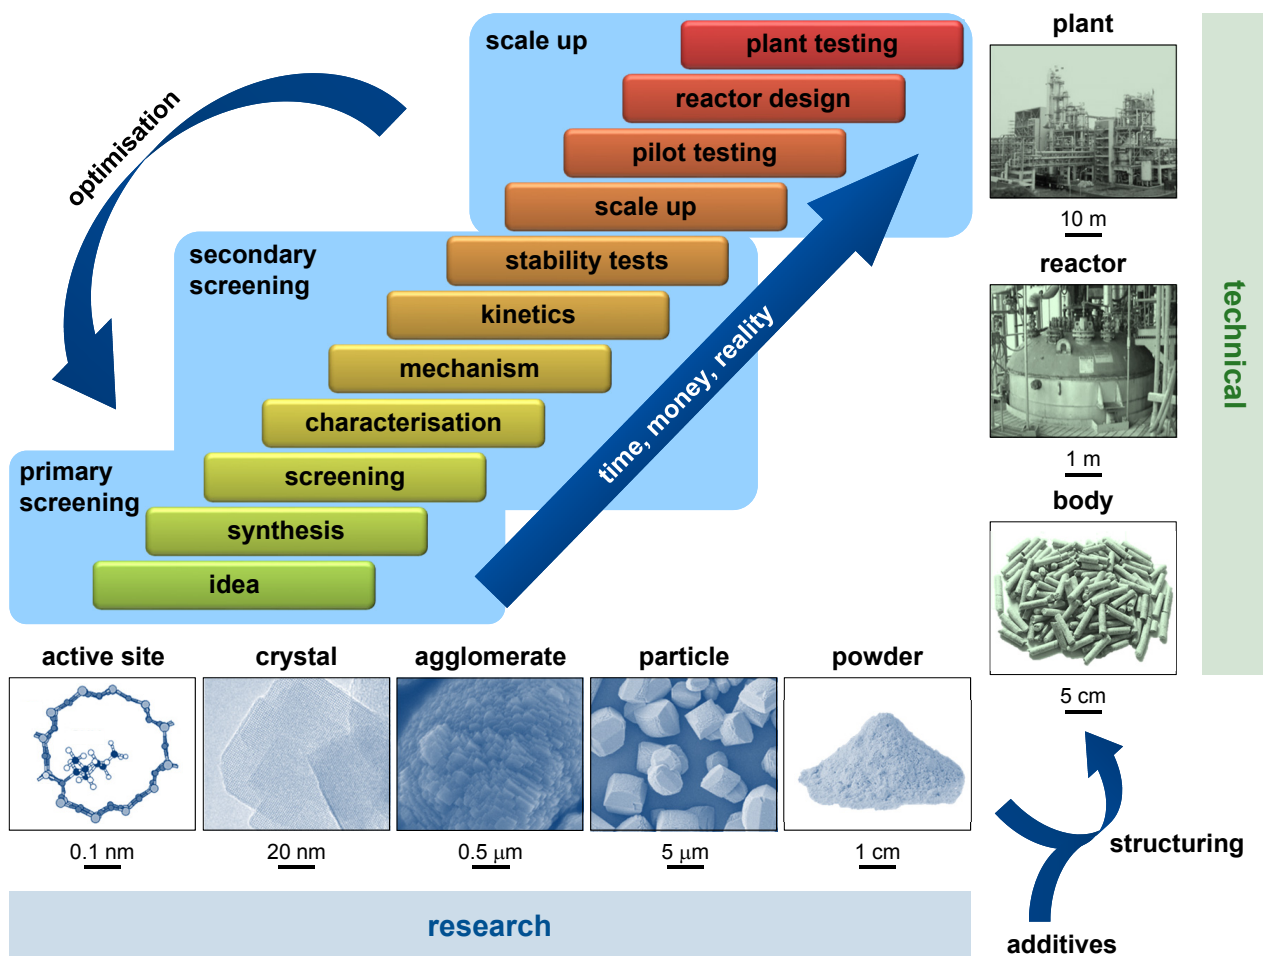 scale up
plant testing
reactor design
pilot testing
scale up
optimisation
secondary
screening
stability tests
kinetics
mechanism
characterisation
primary
screening
screening
synthesis
idea
time, money, reality
plant
10 m
reactor
1 m
body
5 cm
technical
active site
crystal
agglomerate
particle
powder
0.1 nm
20 nm
0.5 μm
5 μm
1 cm
structuring
additives
research